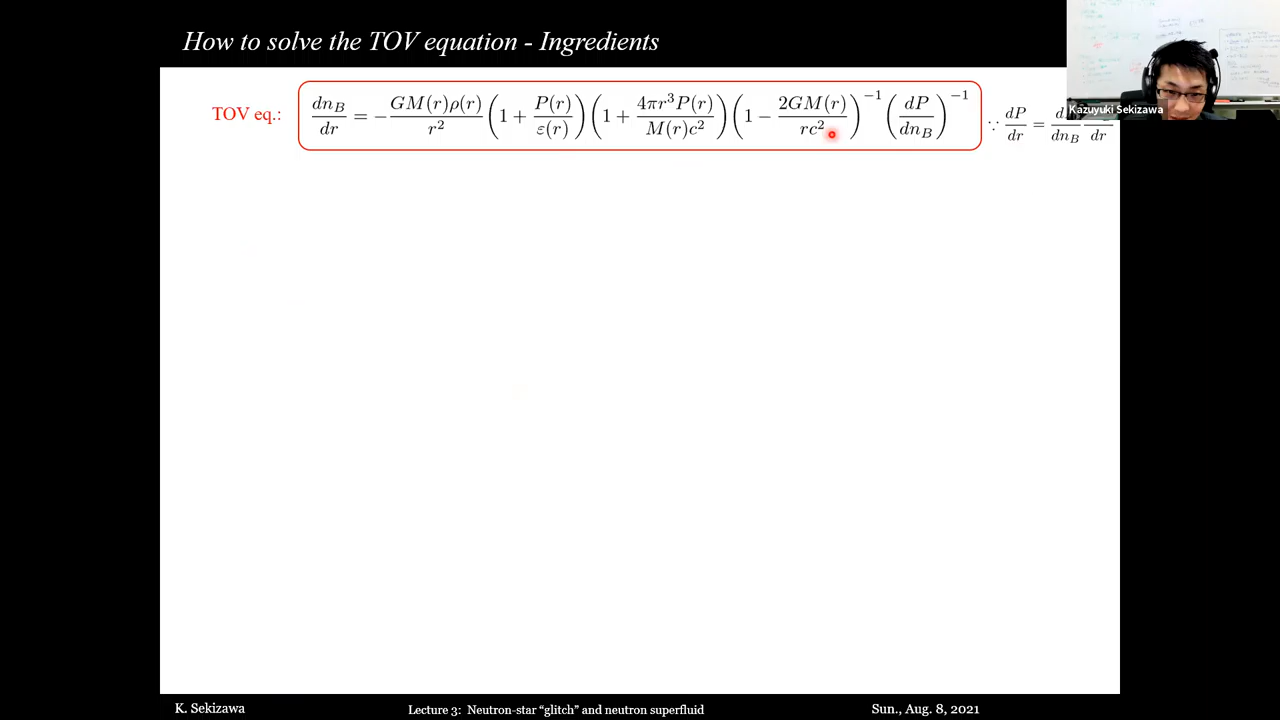 How to solve the TOV equation - Ingredients
Kazuyuki Sekizawa
TOV eq.: dn_B/dr = −GM(r)ρ(r)/r² (1 + P(r)/ε(r)) (1 + 4πr³P(r)/M(r)c²) (1 − 2GM(r)/rc²)⁻¹ (dP/dn_B)⁻¹ ∵ dP/dr =
K. Sekizawa
Lecture 3: Neutron-star “glitch” and neutron superfluid
Sun., Aug. 8, 2021